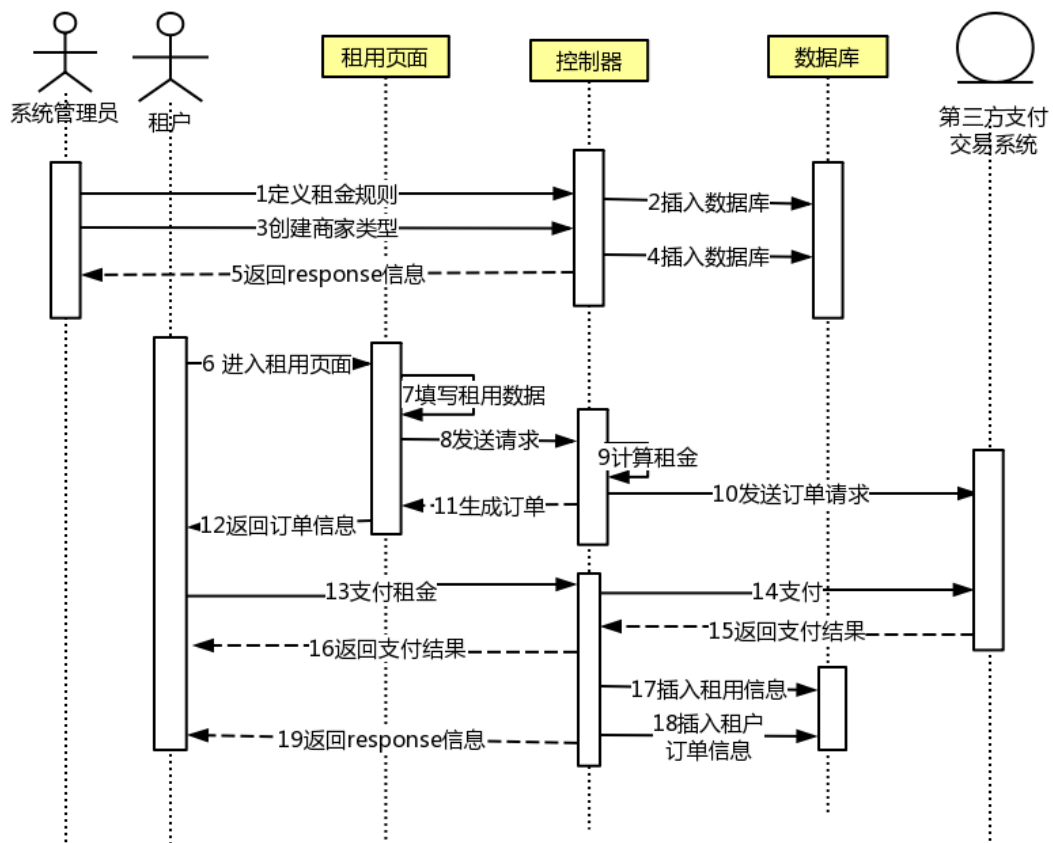 系统管理员
租户
租用页面
控制器
数据库
第三方支付
交易系统
1定义租金规则
2插入数据库
3创建商家类型
4插入数据库
5返回response信息
6 进入租用页面
7填写租用数据
8发送请求
9计算租金
10发送订单请求
11生成订单
12返回订单信息
13支付租金
14支付
15返回支付结果
16返回支付结果
17插入租用信息
18插入租户
订单信息
19返回response信息